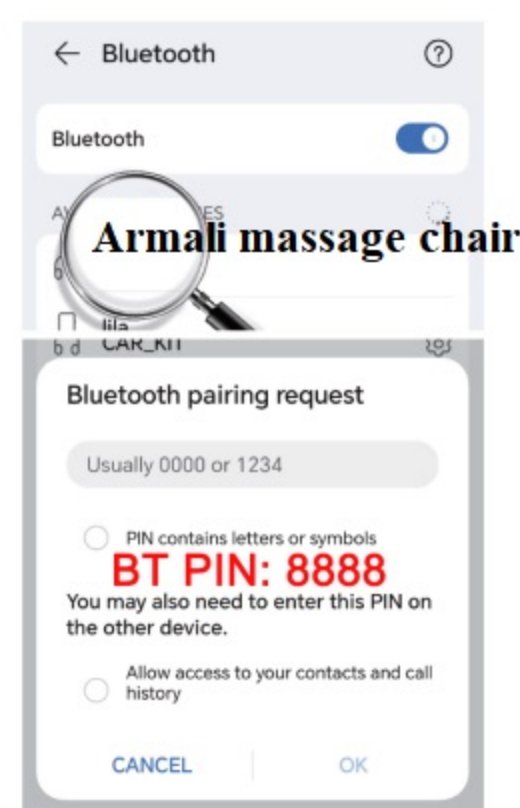 Bluetooth
Bluetooth
Armali massage chair
lila
CAR_KIT
Bluetooth pairing request
Usually 0000 or 1234
PIN contains letters or symbols
BT PIN: 8888
You may also need to enter this PIN on
the other device.
Allow access to your contacts and call
history
CANCEL
OK